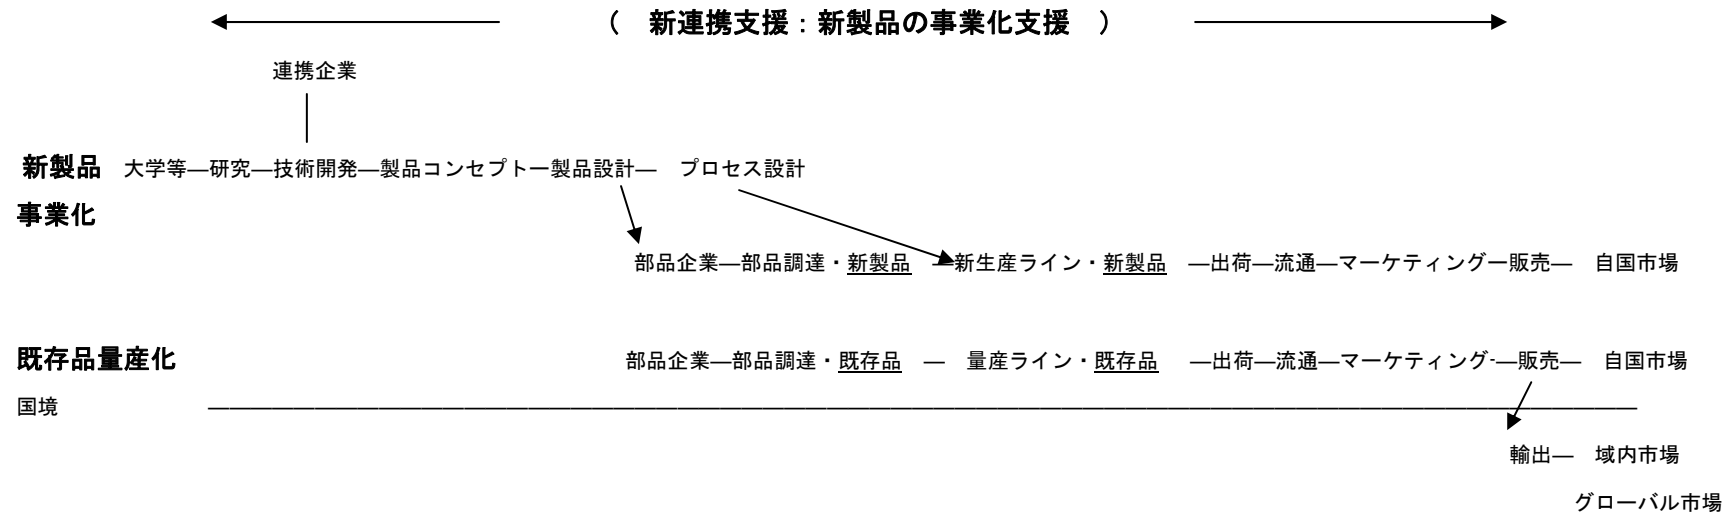 （　新連携支援：新製品の事業化支援　）
連携企業
新製品　大学等―研究―技術開発―製品コンセプトー製品設計―　プロセス設計
事業化
部品企業―部品調達・新製品　―新生産ライン・新製品　―出荷―流通―マーケティングー販売―　自国市場
既存品量産化　部品企業―部品調達・既存品　―　量産ライン・既存品　―出荷―流通―マーケティング-―販売―　自国市場
国境　―――――――――――――――――――――――――――――――――――――――――――――――――――――――――――――――――――
輸出―　域内市場
グローバル市場